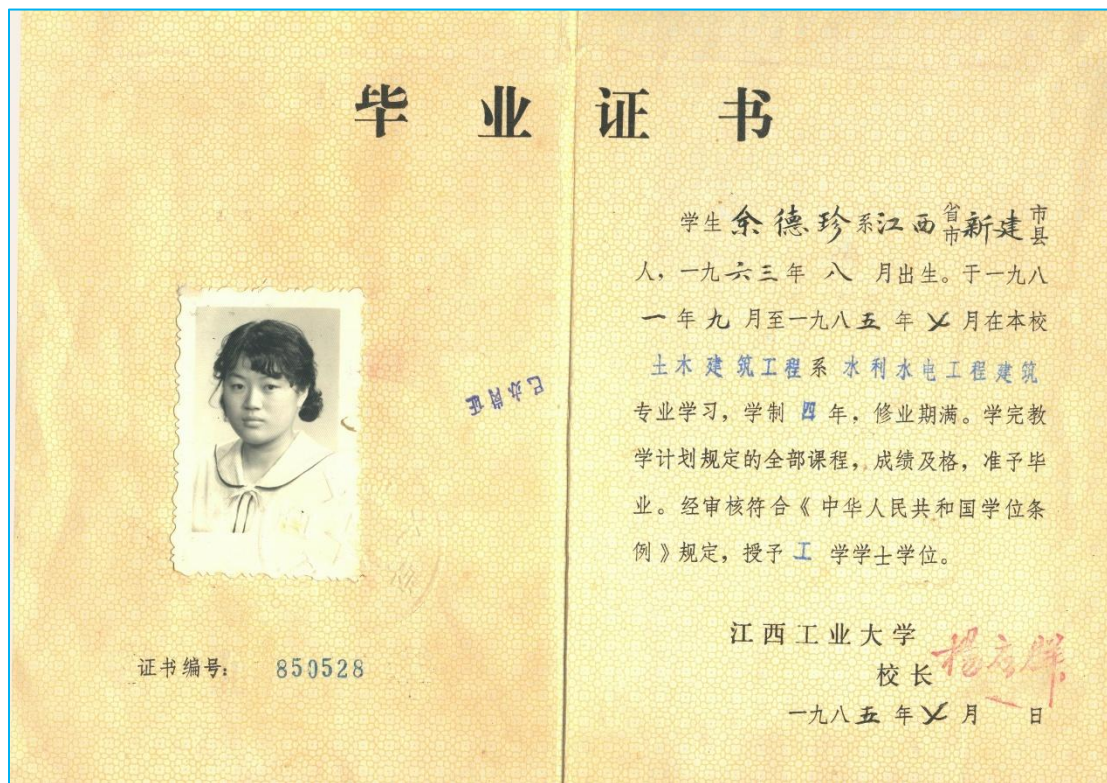 毕业证书
已办岗证
证书编号: 850528
学生余德珍系江西省市新建市县
人，一九六三年 八 月出生。于一九八
一年九月至一九八五年乂月在本校
土木建筑工程系水利水电工程建筑
专业学习，学制四年，修业期满。学完教
学计划规定的全部课程，成绩及格，准予毕
业。经审核符合《中华人民共和国学位条
例》规定，授予工学学士学位。
江西工业大学
校长
一九八五年乂月 日